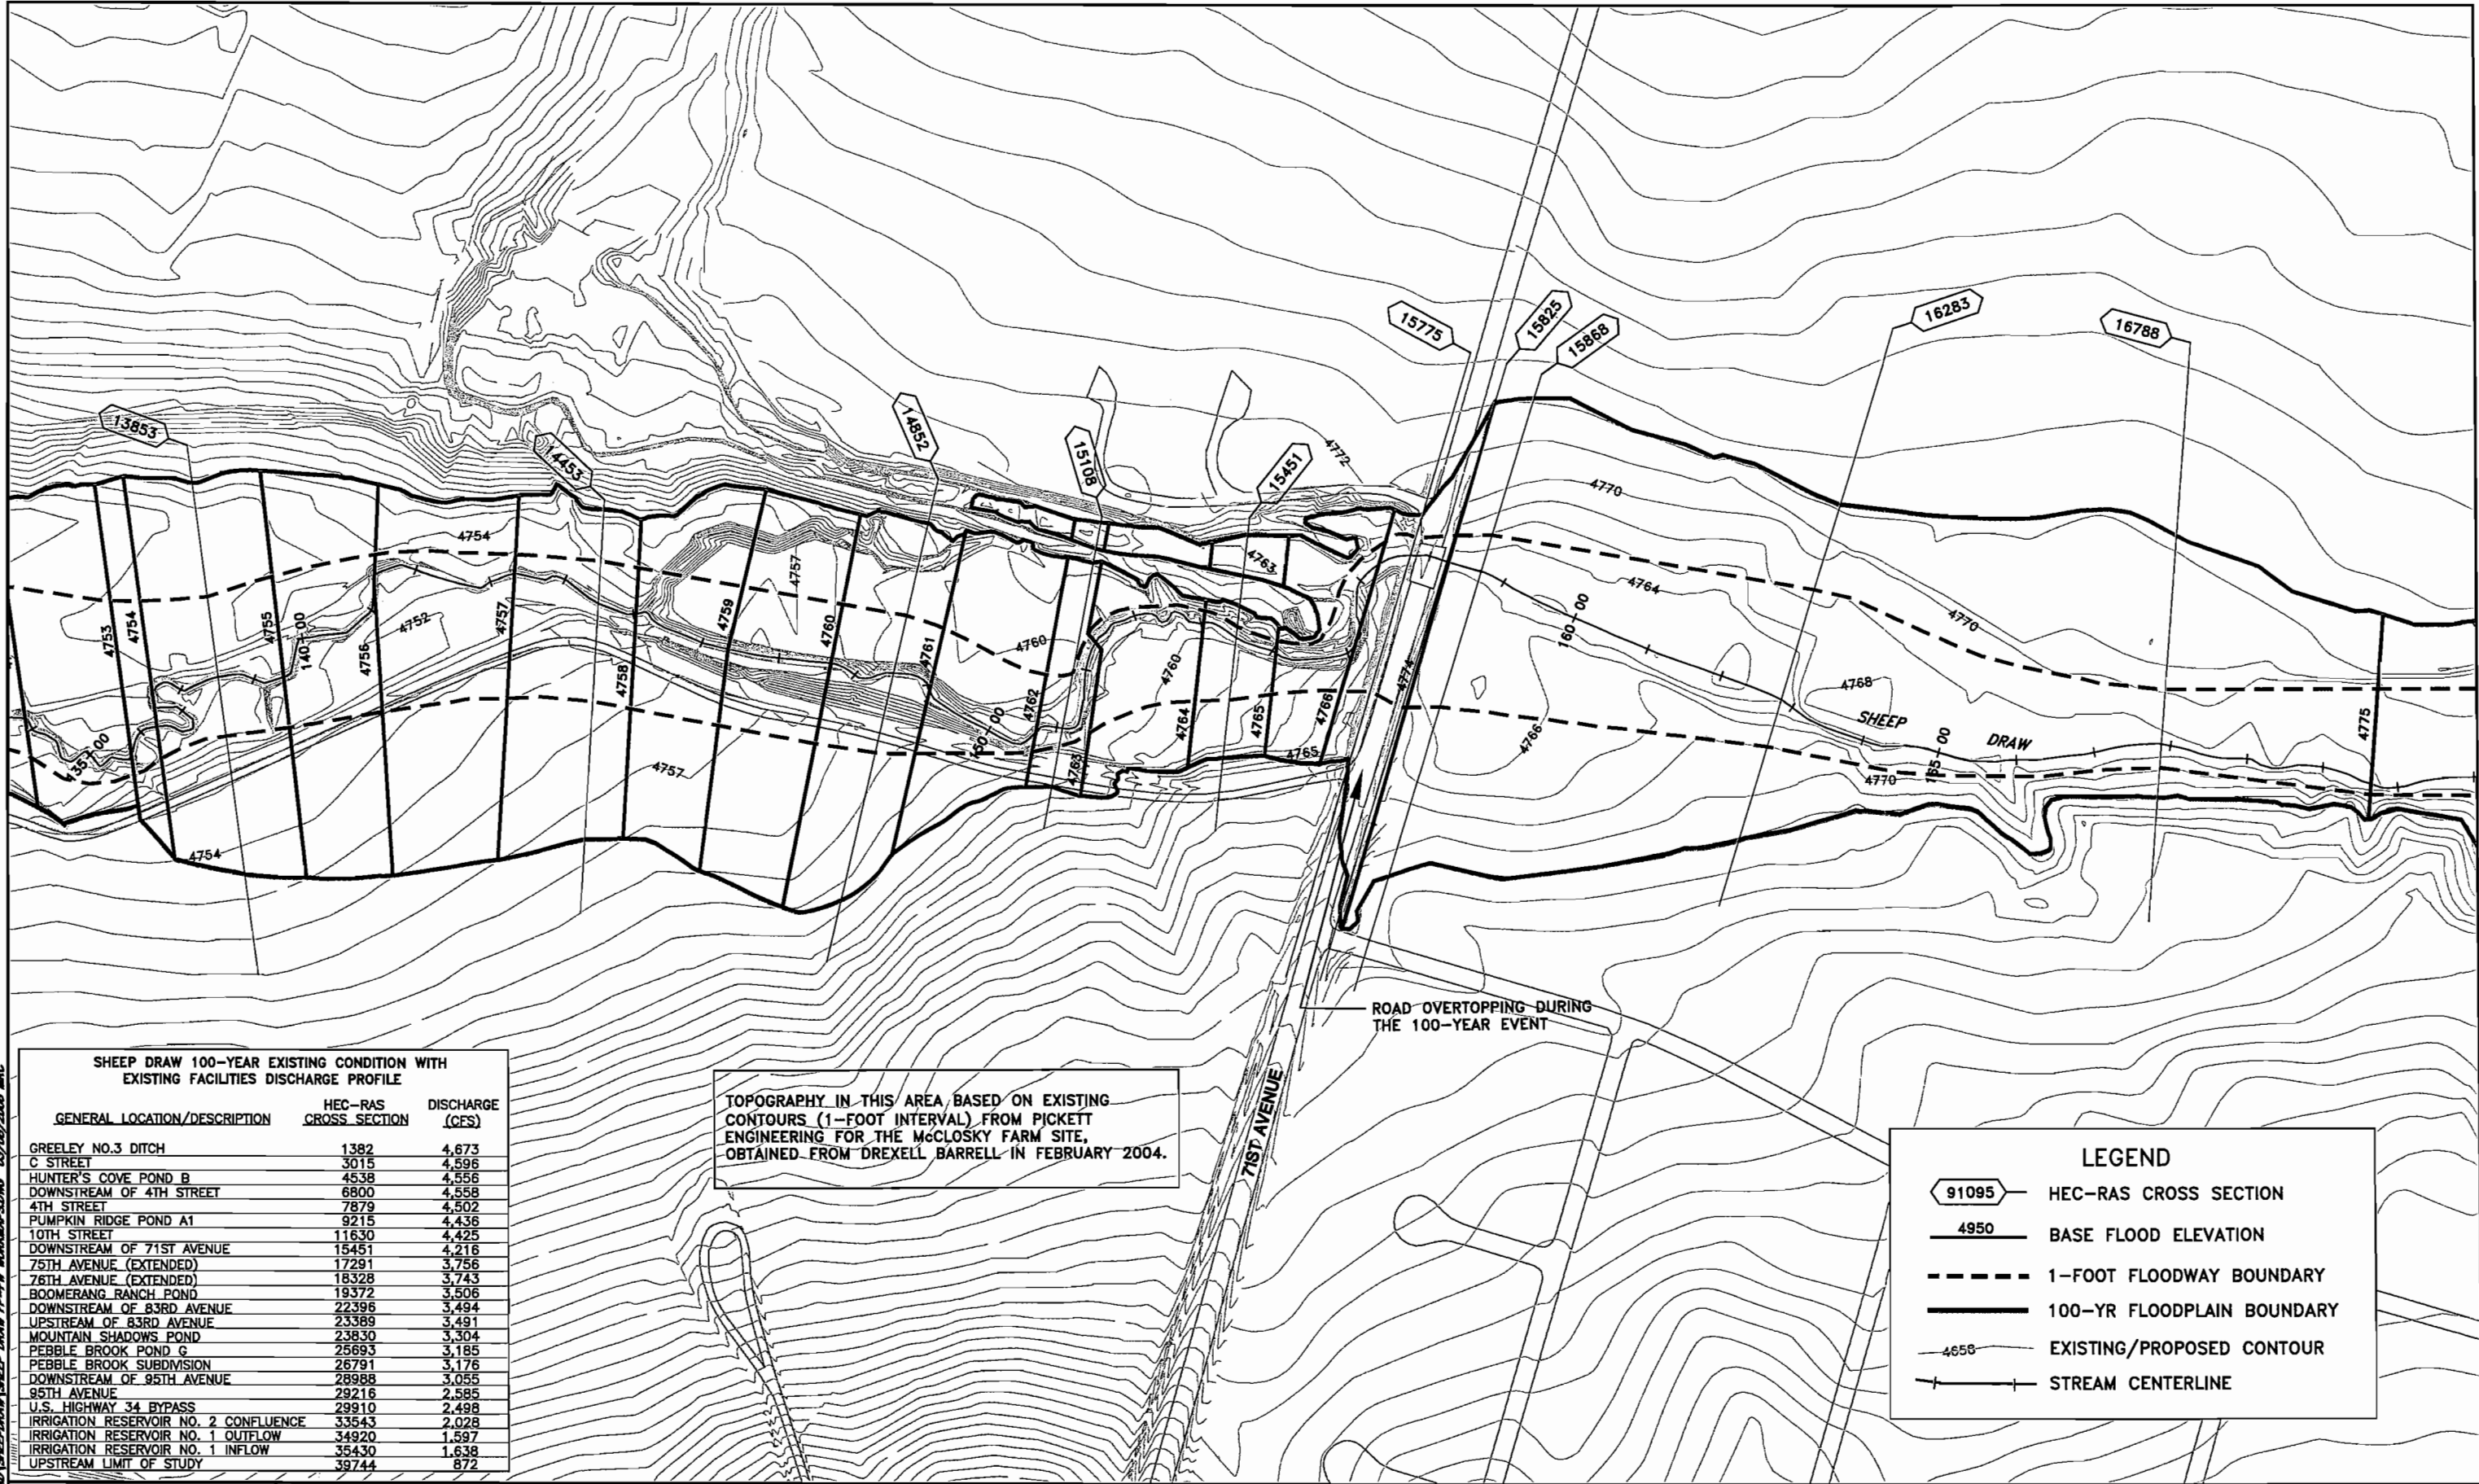 15775
15825
15868
16283
16788
13853
14453
14852
15108
15451
4772
4770
4754
4757
4763
4764
4770
4753
4754
4755
140+00
4756
4752
4757
4758
4759
4760
4761
4760
4762
150+00
4763
4760
4764
4765
4766
4765
4774
160+00
4766
4768
SHEEP
DRAW
165+00
4770
4775
135+00
4754
4757
ROAD OVERTOPPING DURING
THE 100-YEAR EVENT
71ST AVENUE
SHEEP DRAW 100-YEAR EXISTING CONDITION WITH
EXISTING FACILITIES DISCHARGE PROFILE
GENERAL LOCATION/DESCRIPTION HEC-RAS CROSS SECTION DISCHARGE (CFS)
GREELEY NO.3 DITCH 1382 4,673
C STREET 3015 4,596
HUNTER'S COVE POND B 4538 4,556
DOWNSTREAM OF 4TH STREET 6800 4,558
4TH STREET 7879 4,502
PUMPKIN RIDGE POND A1 9215 4,436
10TH STREET 11630 4,425
DOWNSTREAM OF 71ST AVENUE 15451 4,216
75TH AVENUE (EXTENDED) 17291 3,756
76TH AVENUE (EXTENDED) 18328 3,743
BOOMERANG RANCH POND 19372 3,506
DOWNSTREAM OF 83RD AVENUE 22396 3,494
UPSTREAM OF 83RD AVENUE 23389 3,491
MOUNTAIN SHADOWS POND 23830 3,304
PEBBLE BROOK POND G 25693 3,185
PEBBLE BROOK SUBDIVISION 26791 3,176
DOWNSTREAM OF 95TH AVENUE 28988 3,055
95TH AVENUE 29216 2,585
U.S. HIGHWAY 34 BYPASS 29910 2,498
IRRIGATION RESERVOIR NO. 2 CONFLUENCE 33543 2,028
IRRIGATION RESERVOIR NO. 1 OUTFLOW 34920 1,597
IRRIGATION RESERVOIR NO. 1 INFLOW 35430 1,638
UPSTREAM LIMIT OF STUDY 39744 872
TOPOGRAPHY IN THIS AREA BASED ON EXISTING
CONTOURS (1-FOOT INTERVAL) FROM PICKETT
ENGINEERING FOR THE McCLOSKY FARM SITE,
OBTAINED FROM DREXELL BARRELL IN FEBRUARY 2004.
LEGEND
91095 HEC-RAS CROSS SECTION
4950 BASE FLOOD ELEVATION
1-FOOT FLOODWAY BOUNDARY
100-YR FLOODPLAIN BOUNDARY
4658 EXISTING/PROPOSED CONTOUR
STREAM CENTERLINE